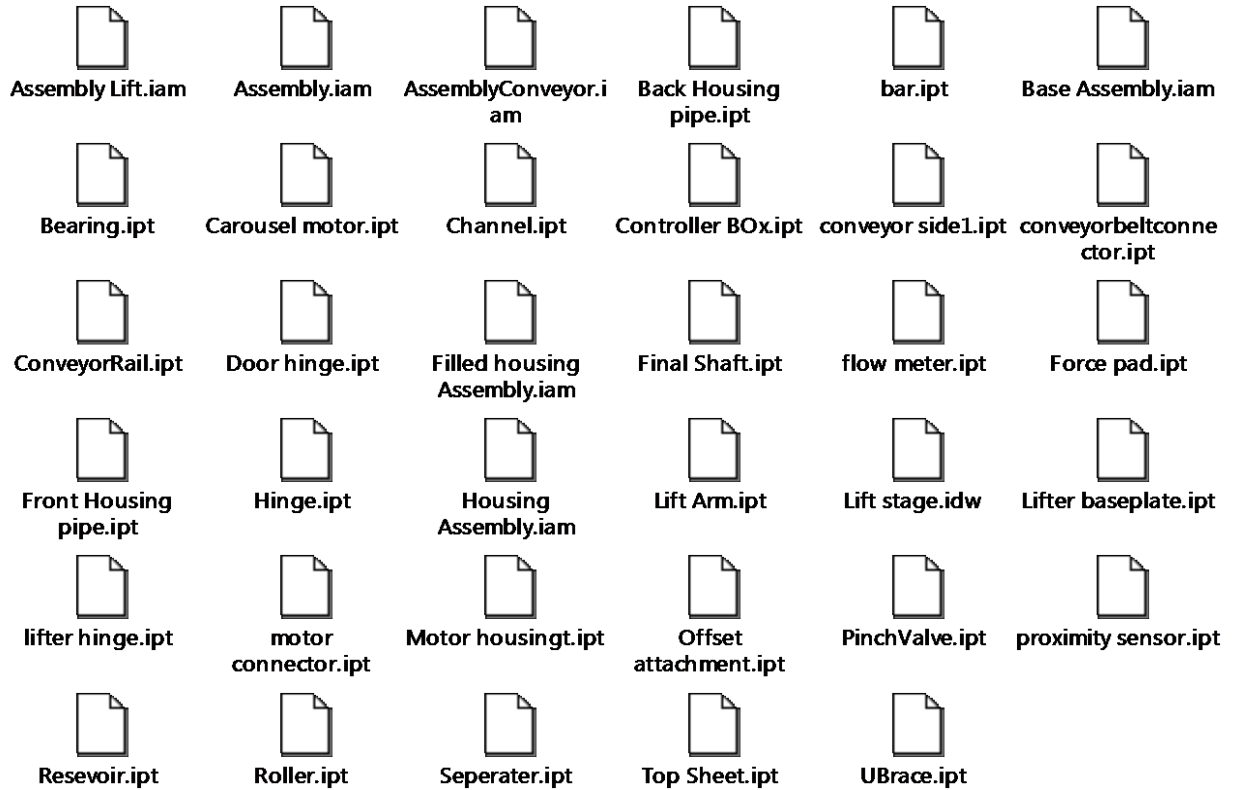 Assembly Lift.iam Assembly.iam AssemblyConveyor.i Back Housing bar.ipt Base Assembly.iam
am pipe.ipt
Bearing.ipt Carousel motor.ipt Channel.ipt Controller BOx.ipt conveyor side1.ipt conveyorbeltconne
ctor.ipt
ConveyorRail.ipt Door hinge.ipt Filled housing Final Shaft.ipt flow meter.ipt Force pad.ipt
Assembly.iam
Front Housing Hinge.ipt Housing Lift Arm.ipt Lift stage.idw Lifter baseplate.ipt
pipe.ipt Assembly.iam
lifter hinge.ipt motor Motor housingt.ipt Offset PinchValve.ipt proximity sensor.ipt
connector.ipt attachment.ipt
Resevoir.ipt Roller.ipt Seperater.ipt Top Sheet.ipt UBrace.ipt